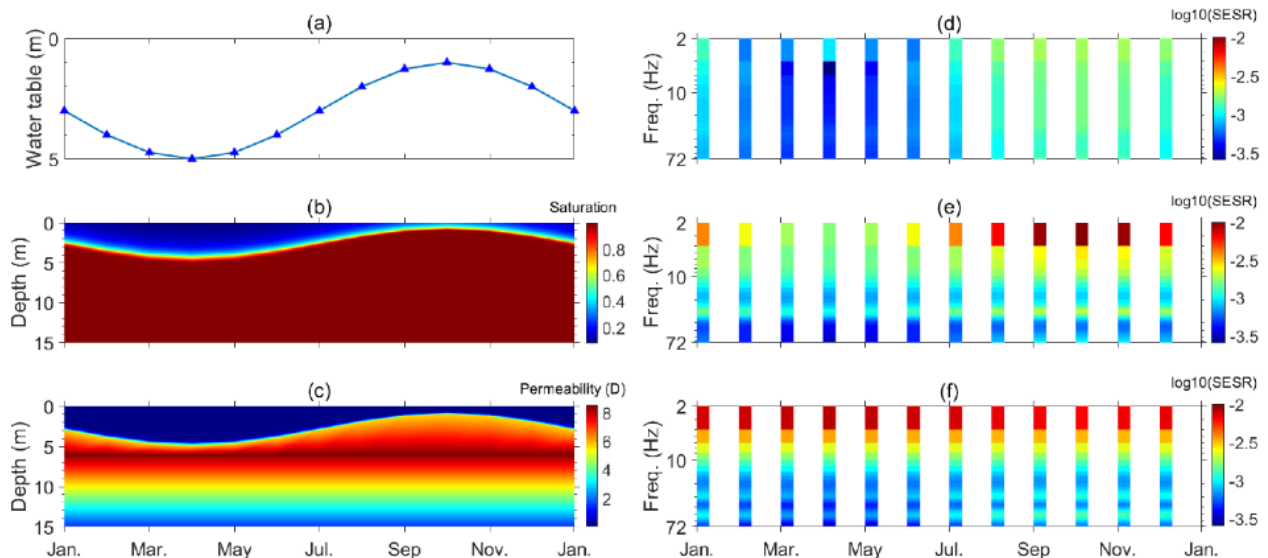 (a)
0
5
Water table (m)
(b)
Saturation
0
5
10
15
Depth (m)
0.8
0.6
0.4
0.2
(c)
Permeability (D)
0
5
10
15
Depth (m)
8
6
4
2
Jan. Mar. May Jul. Sep Nov. Jan.
(d)
log10(SESR)
2
10
72
Freq. (Hz)
-2
-2.5
-3
-3.5
(e)
log10(SESR)
2
10
72
Freq. (Hz)
-2
-2.5
-3
-3.5
(f)
log10(SESR)
2
10
72
Freq. (Hz)
-2
-2.5
-3
-3.5
Jan. Mar. May Jul. Sep Nov. Jan.